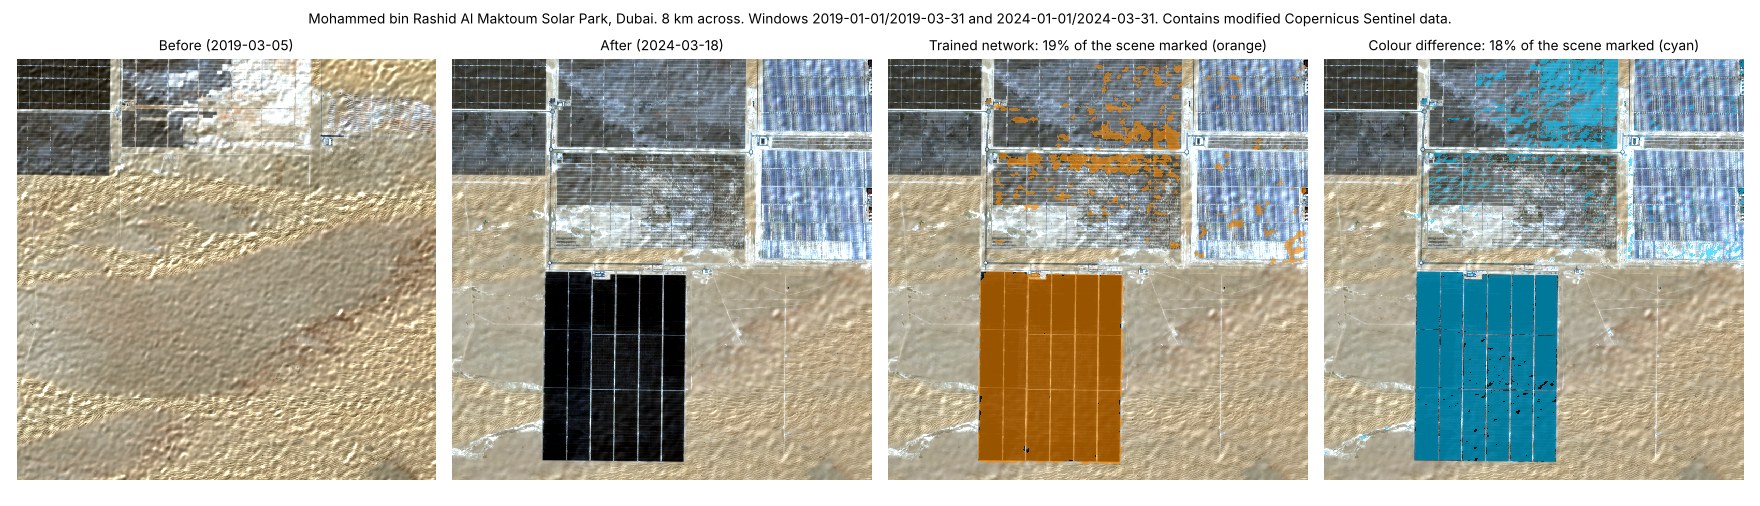 Mohammed bin Rashid Al Maktoum Solar Park, Dubai. 8 km across. Windows 2019-01-01/2019-03-31 and 2024-01-01/2024-03-31. Contains modified Copernicus Sentinel data.
Before (2019-03-05)
After (2024-03-18)
Trained network: 19% of the scene marked (orange)
Colour difference: 18% of the scene marked (cyan)